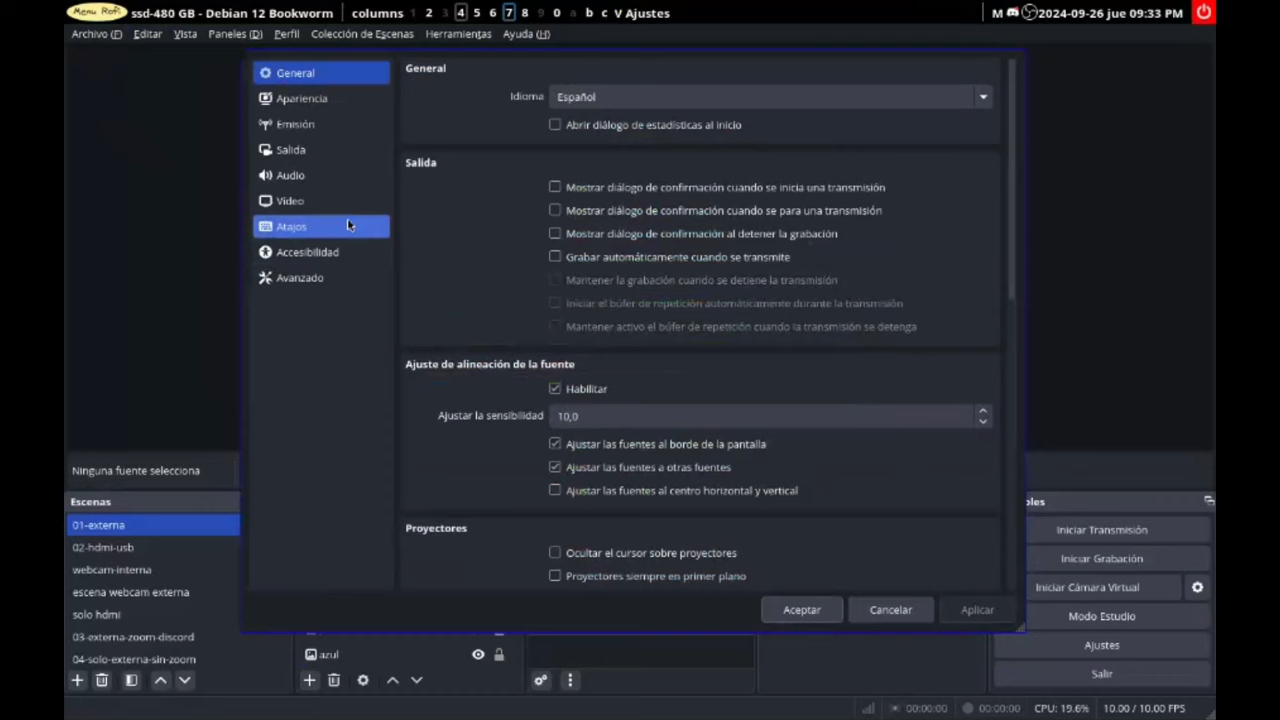 Menu Rofi
ssd-480 GB - Debian 12 Bookworm
columns 1 2 3 4 5 6 7 8 9 0 a b c V Ajustes
M 2024-09-26 jue 09:33 PM
Archivo (F) Editar Vista Paneles (D) Perfil Colección de Escenas Herramientas Ayuda (H)
General
Apariencia
Emisión
Salida
Audio
Vídeo
Atajos
Accesibilidad
Avanzado
General
Idioma Español
Abrir diálogo de estadísticas al inicio
Salida
Mostrar diálogo de confirmación cuando se inicia una transmisión
Mostrar diálogo de confirmación cuando se para una transmisión
Mostrar diálogo de confirmación al detener la grabación
Grabar automáticamente cuando se transmite
Mantener la grabación cuando se detiene la transmisión
Iniciar el búfer de repetición automáticamente durante la transmisión
Mantener activo el búfer de repetición cuando la transmisión se detenga
Ajuste de alineación de la fuente
Habilitar
Ajustar la sensibilidad 10,0
Ajustar las fuentes al borde de la pantalla
Ajustar las fuentes a otras fuentes
Ajustar las fuentes al centro horizontal y vertical
Proyectores
Ocultar el cursor sobre proyectores
Proyectores siempre en primer plano
Aceptar Cancelar Aplicar
Ninguna fuente selecciona
Escenas
01-externa
02-hdmi-usb
webcam-interna
escena webcam externa
solo hdmi
03-externa-zoom-discord
04-solo-externa-sin-zoom
azul
oles
Iniciar Transmisión
Iniciar Grabación
Iniciar Cámara Virtual
Modo Estudio
Ajustes
Salir
00:00:00 00:00:00 CPU: 19.6% 10.00 / 10.00 FPS